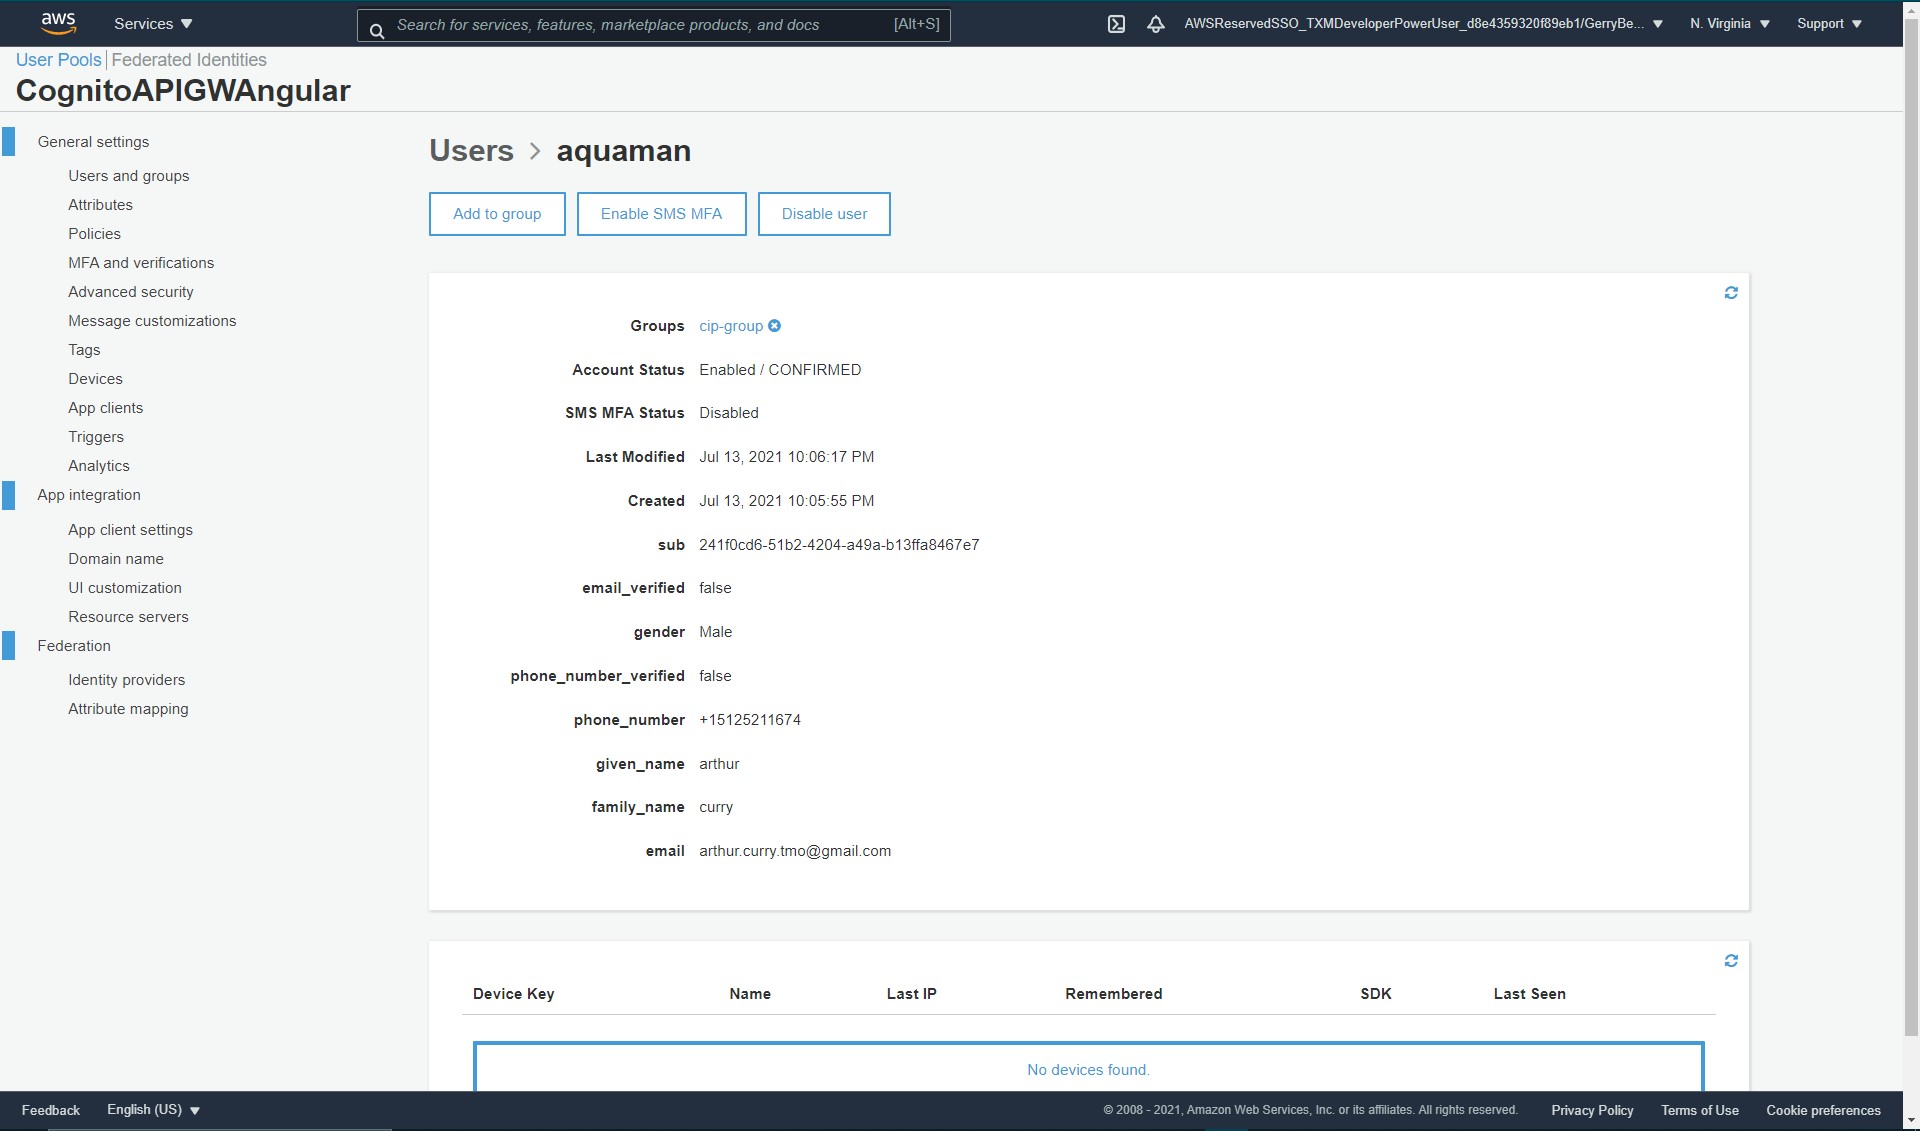 aws Services Search for services, features, marketplace products, and docs [Alt+S] AWSReservedSSO_TXMDeveloperPowerUser_d8e4359320f89eb1/GerryBe... N. Virginia Support
User Pools Federated Identities
CognitoAPIGWAngular
General settings
Users and groups
Attributes
Policies
MFA and verifications
Advanced security
Message customizations
Tags
Devices
App clients
Triggers
Analytics
App integration
App client settings
Domain name
UI customization
Resource servers
Federation
Identity providers
Attribute mapping
Users > aquaman
Add to group Enable SMS MFA Disable user
Groups cip-group
Account Status Enabled / CONFIRMED
SMS MFA Status Disabled
Last Modified Jul 13, 2021 10:06:17 PM
Created Jul 13, 2021 10:05:55 PM
sub 241f0cd6-51b2-4204-a49a-b13ffa8467e7
email_verified false
gender Male
phone_number_verified false
phone_number +15125211674
given_name arthur
family_name curry
email arthur.curry.tmo@gmail.com
Device Key Name Last IP Remembered SDK Last Seen
No devices found.
Feedback English (US) © 2008 - 2021, Amazon Web Services, Inc. or its affiliates. All rights reserved. Privacy Policy Terms of Use Cookie preferences